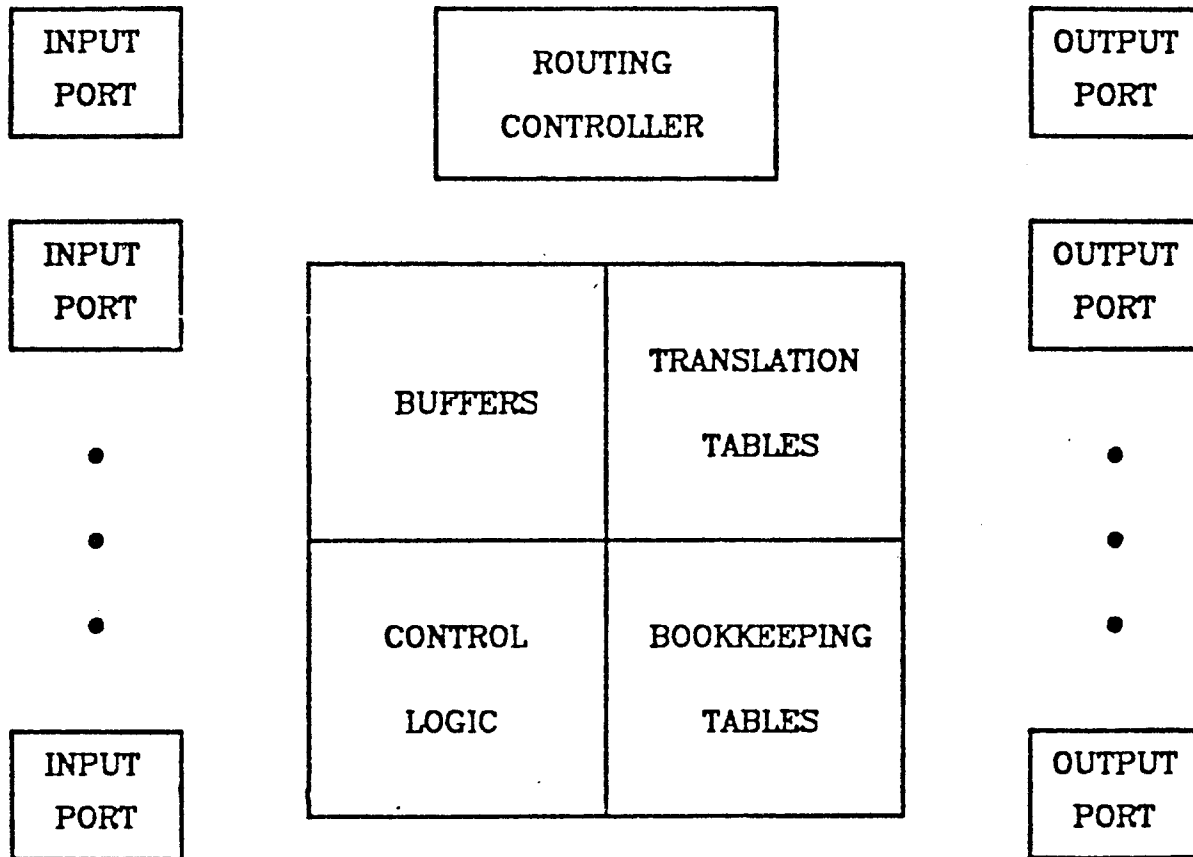 INPUT
PORT
ROUTING
CONTROLLER
OUTPUT
PORT
INPUT
PORT
OUTPUT
PORT
BUFFERS
TRANSLATION
TABLES
CONTROL
LOGIC
BOOKKEEPING
TABLES
INPUT
PORT
OUTPUT
PORT